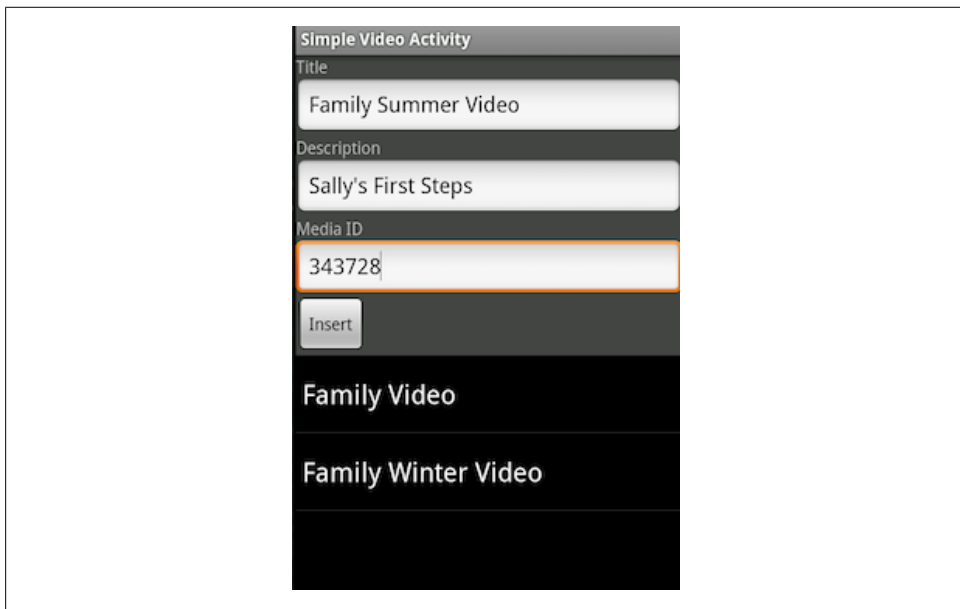 Simple Video Activity
Title
Family Summer Video
Description
Sally's First Steps
Media ID
343728
Insert
Family Video
Family Winter Video